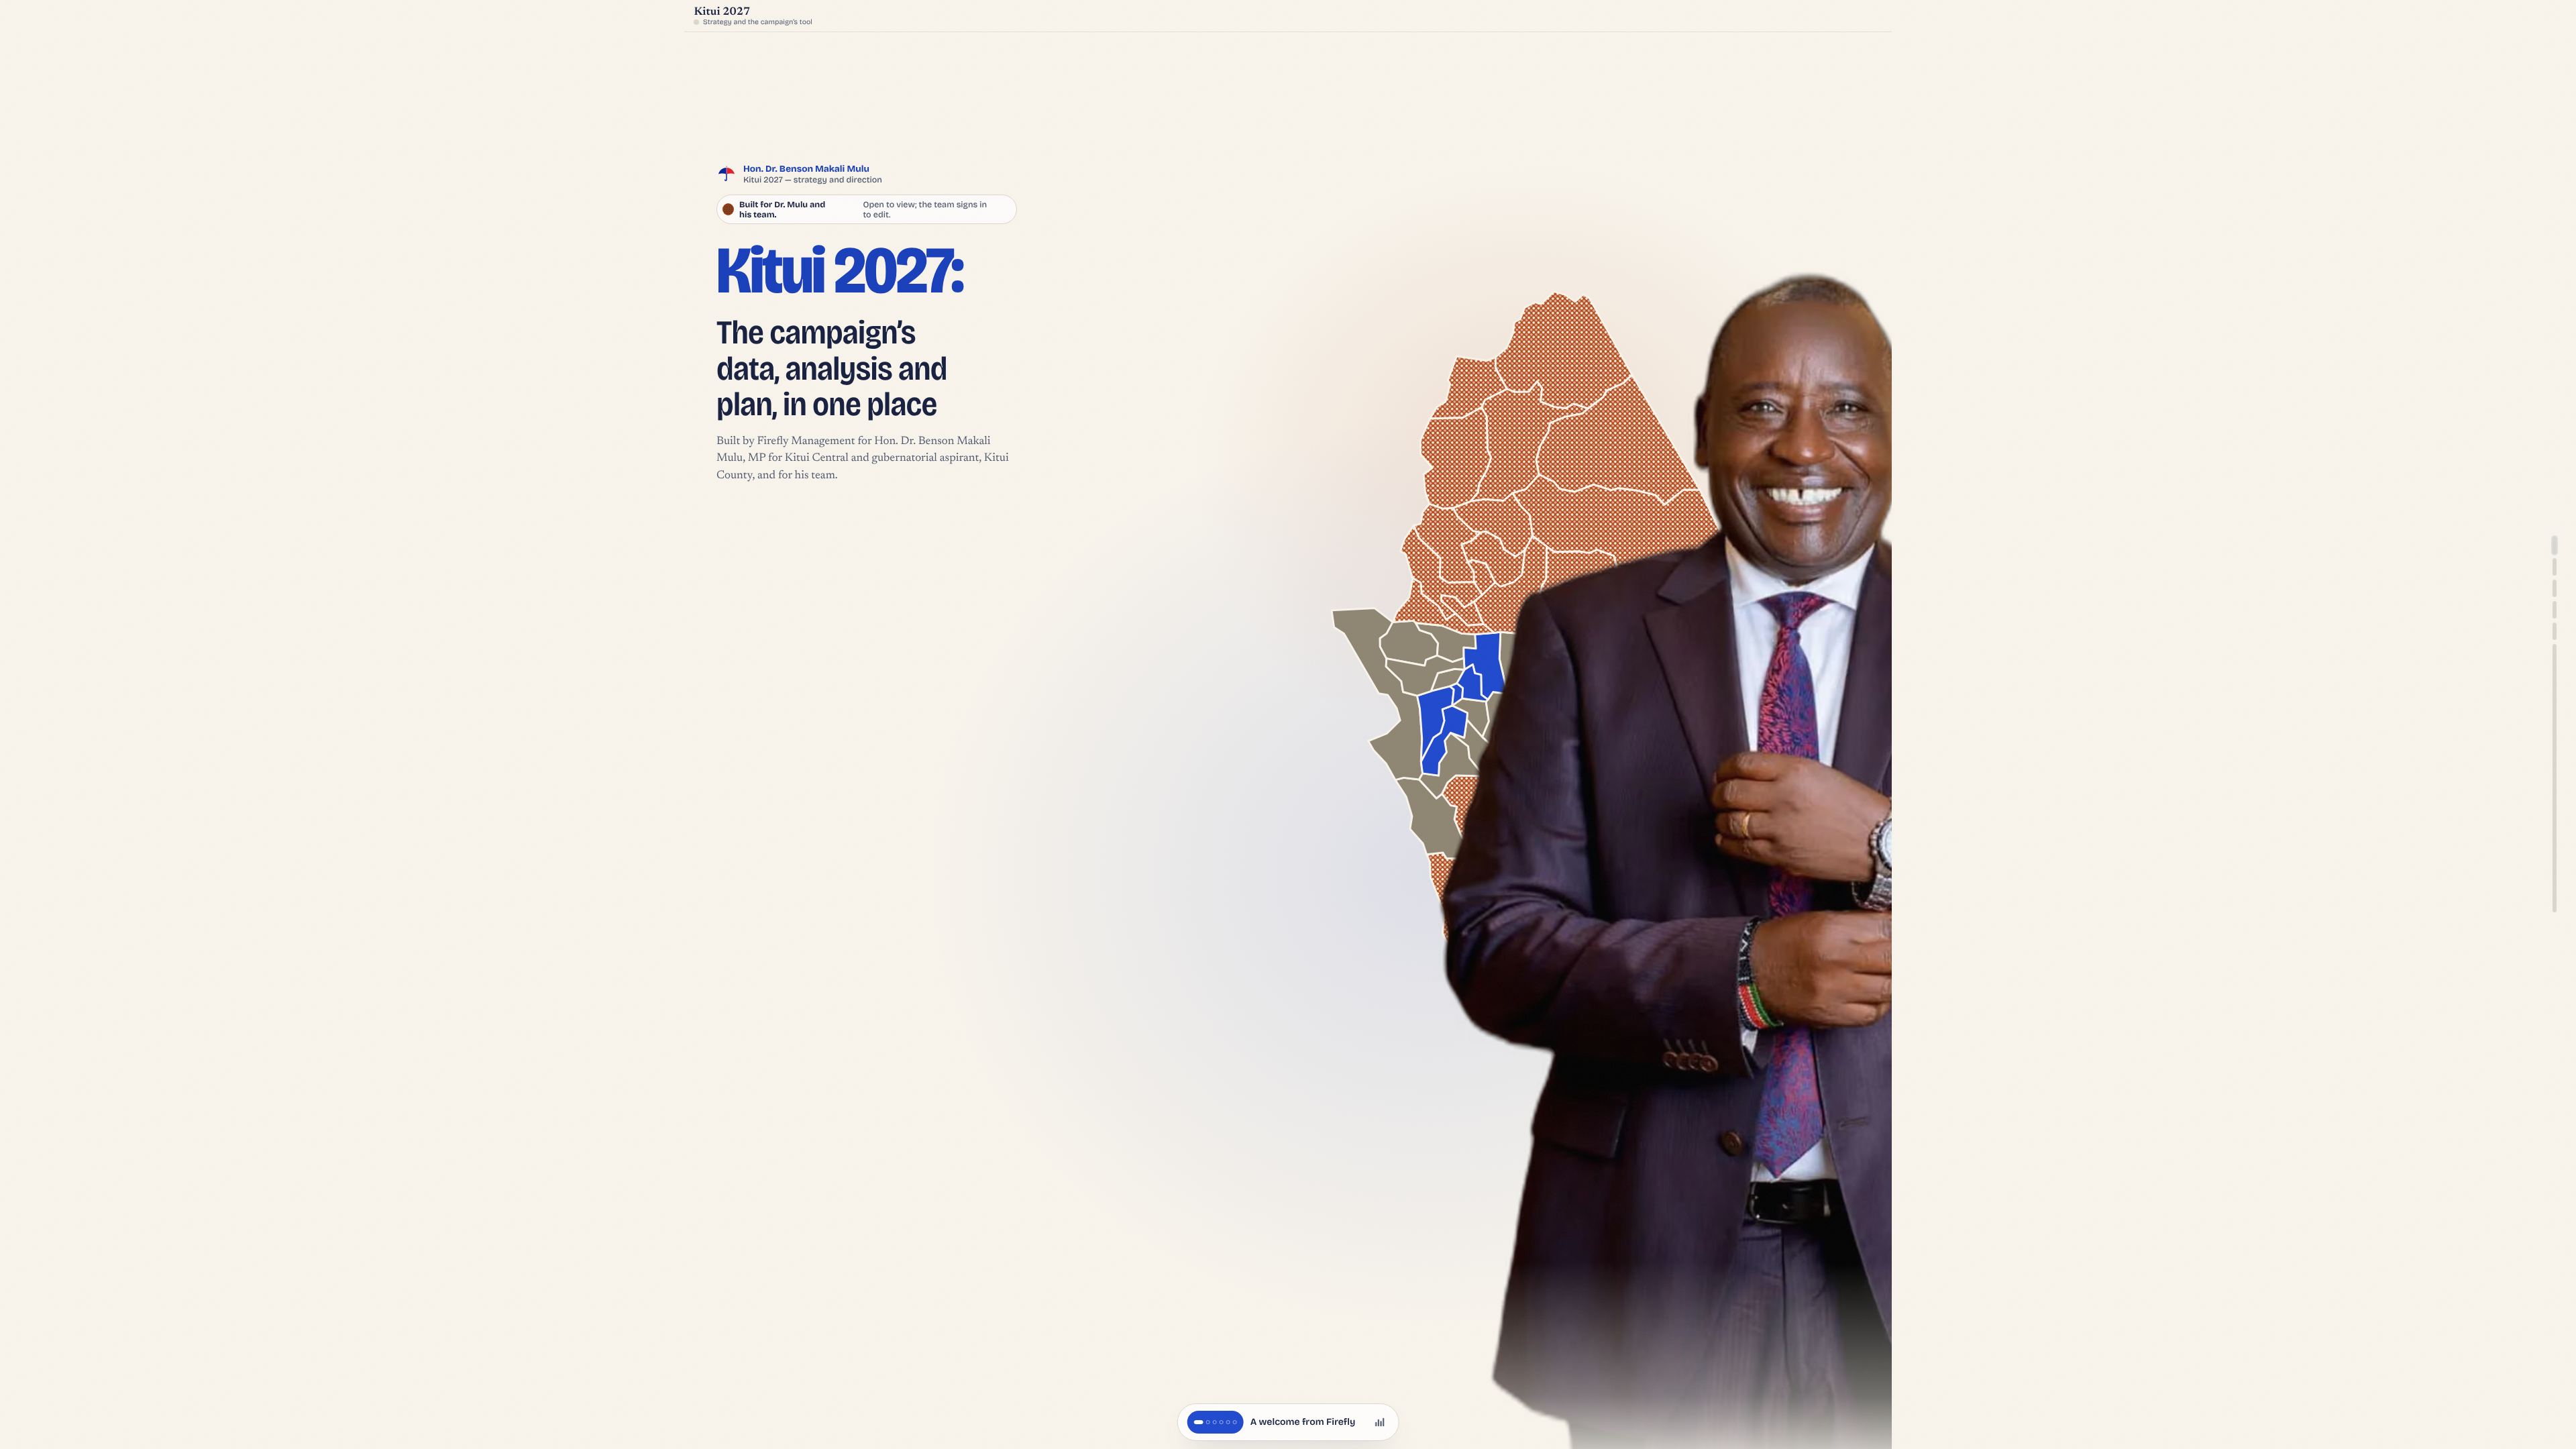 Kitui 2027
Strategy and the campaign's tool
Hon. Dr. Benson Makali Mulu
Kitui 2027 — strategy and direction
Built for Dr. Mulu and
his team.
Open to view; the team signs in
to edit.
Kitui 2027:
The campaign's
data, analysis and
plan, in one place
Built by Firefly Management for Hon. Dr. Benson Makali
Mulu, MP for Kitui Central and gubernatorial aspirant, Kitui
County, and for his team.
A welcome from Firefly